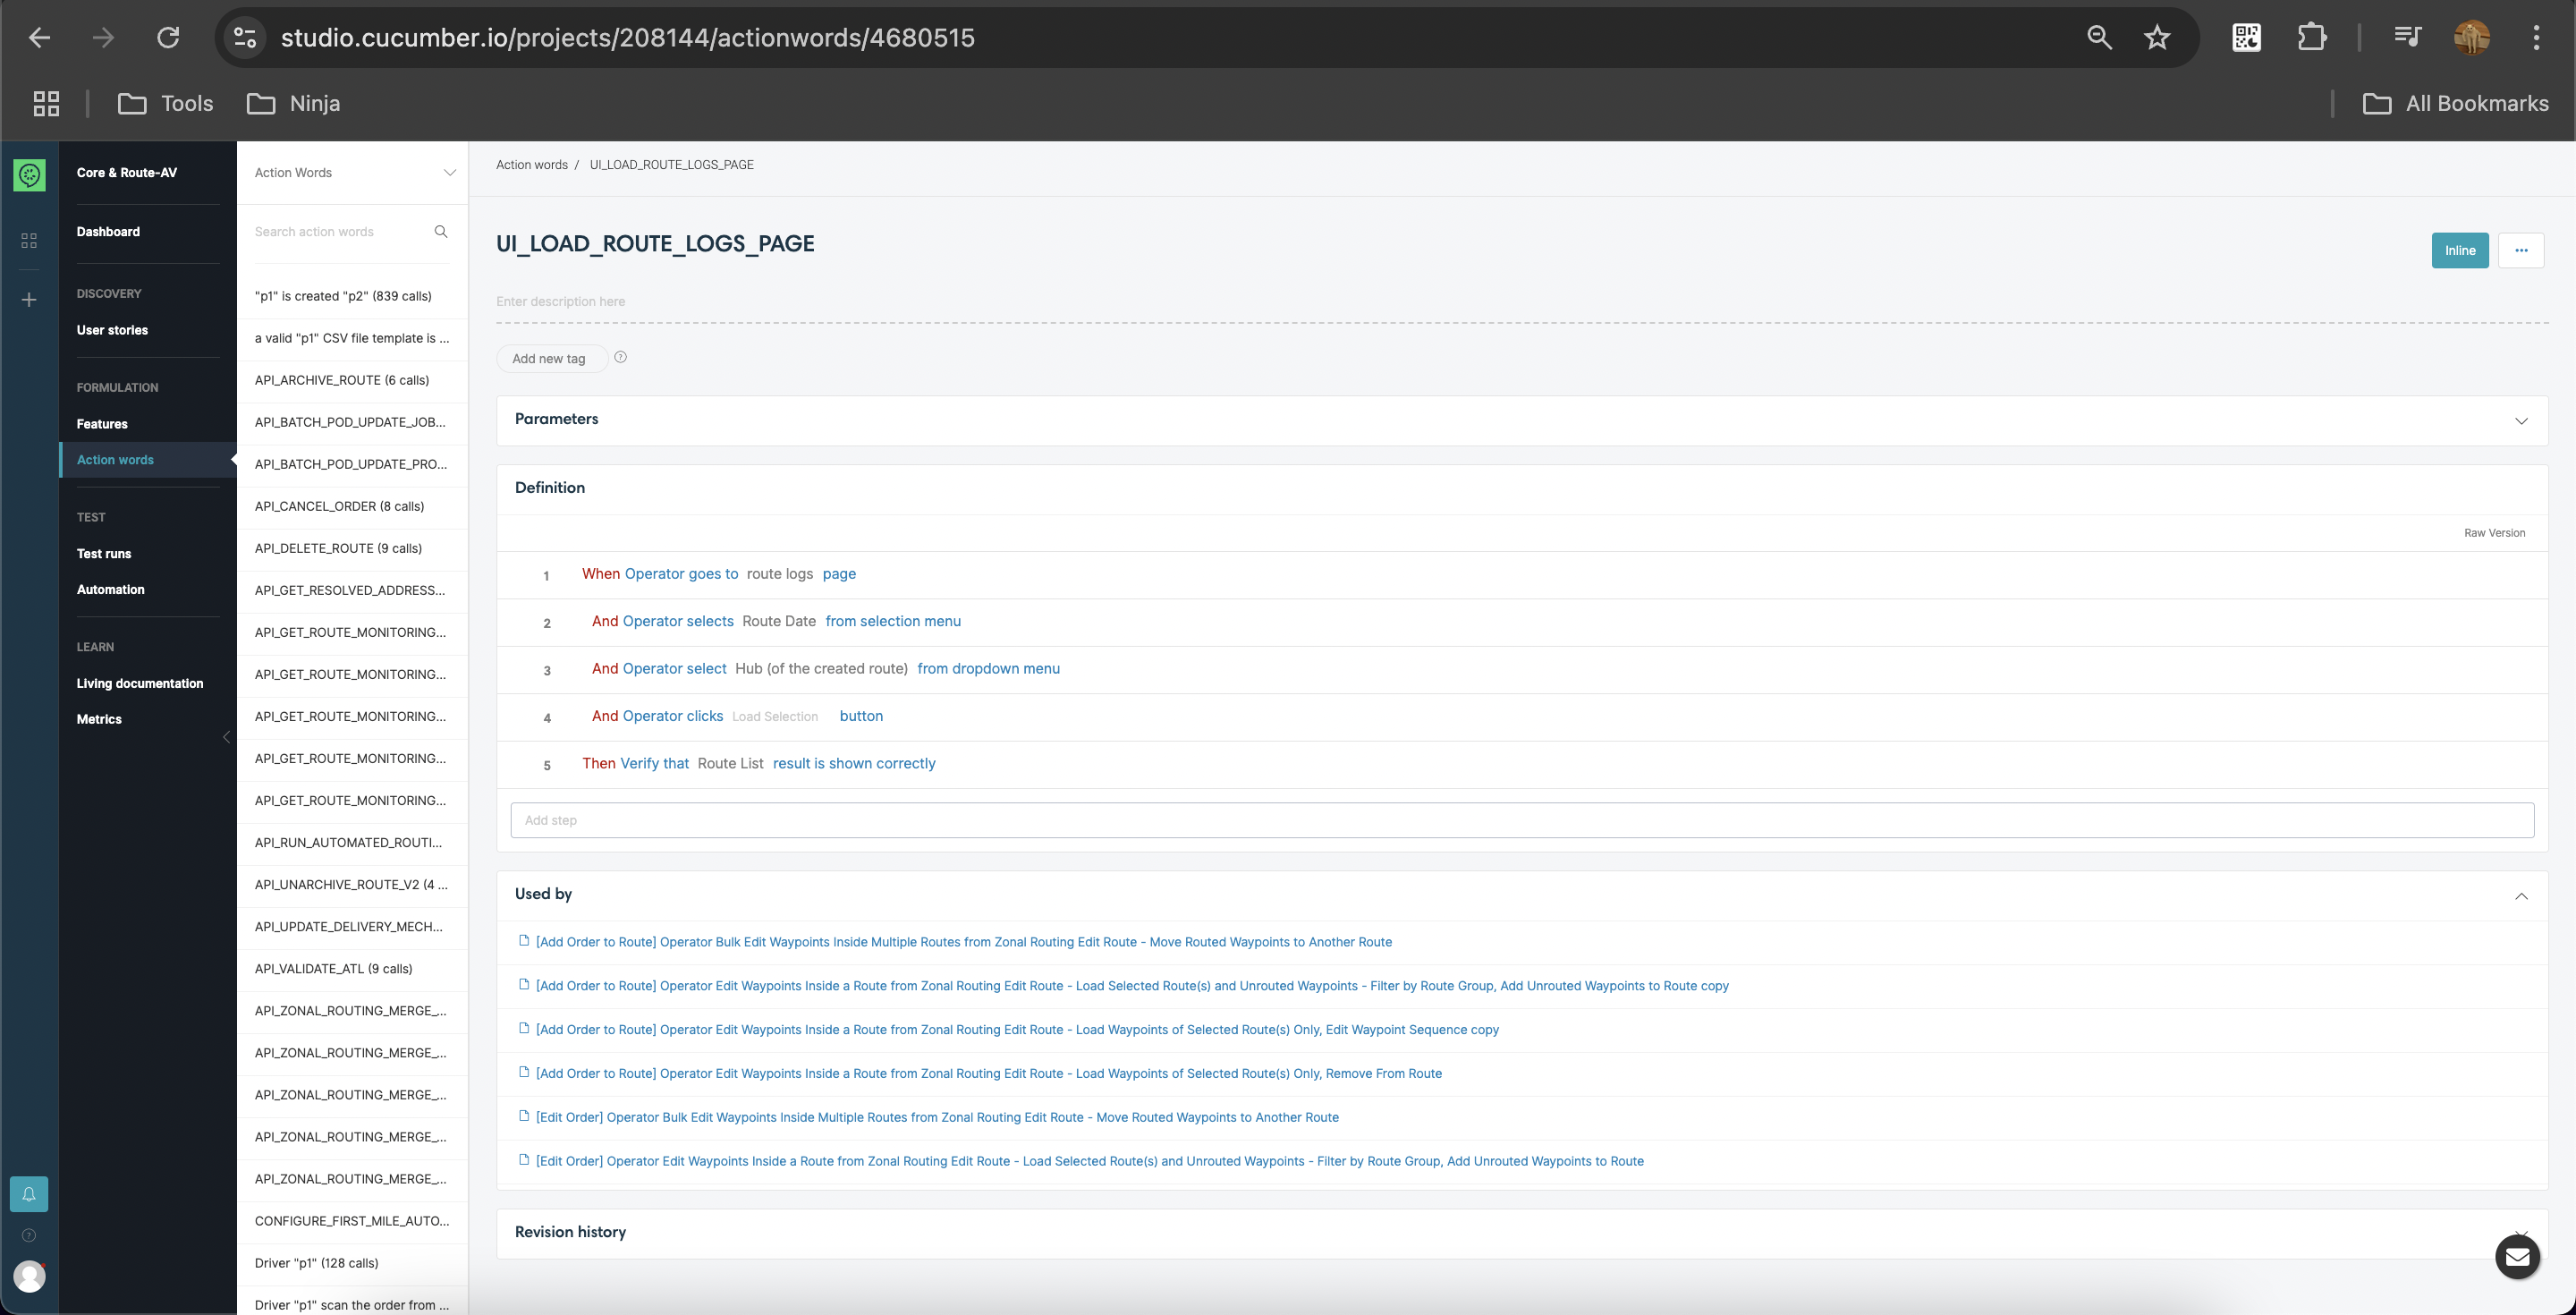 studio.cucumber.io/projects/208144/actionwords/4680515
Tools
Ninja
All Bookmarks
Core & Route-AV
Dashboard
DISCOVERY
User stories
FORMULATION
Features
Action words
TEST
Test runs
Automation
LEARN
Living documentation
Metrics
Action Words
Search action words
"p1" is created "p2" (839 calls)
a valid "p1" CSV file template is ...
API_ARCHIVE_ROUTE (6 calls)
API_BATCH_POD_UPDATE_JOB...
API_BATCH_POD_UPDATE_PRO...
API_CANCEL_ORDER (8 calls)
API_DELETE_ROUTE (9 calls)
API_GET_RESOLVED_ADDRESS...
API_GET_ROUTE_MONITORING...
API_GET_ROUTE_MONITORING...
API_GET_ROUTE_MONITORING...
API_GET_ROUTE_MONITORING...
API_GET_ROUTE_MONITORING...
API_RUN_AUTOMATED_ROUTI...
API_UNARCHIVE_ROUTE_V2 (4 ...
API_UPDATE_DELIVERY_MECH...
API_VALIDATE_ATL (9 calls)
API_ZONAL_ROUTING_MERGE_...
API_ZONAL_ROUTING_MERGE_...
API_ZONAL_ROUTING_MERGE_...
API_ZONAL_ROUTING_MERGE_...
API_ZONAL_ROUTING_MERGE_...
CONFIGURE_FIRST_MILE_AUTO...
Driver "p1" (128 calls)
Driver "p1" scan the order from ...
Action words / UI_LOAD_ROUTE_LOGS_PAGE
UI_LOAD_ROUTE_LOGS_PAGE
Inline
...
Enter description here
Add new tag
Parameters
Definition
Raw Version
1 When Operator goes to route logs page
2 And Operator selects Route Date from selection menu
3 And Operator select Hub (of the created route) from dropdown menu
4 And Operator clicks Load Selection button
5 Then Verify that Route List result is shown correctly
Add step
Used by
[Add Order to Route] Operator Bulk Edit Waypoints Inside Multiple Routes from Zonal Routing Edit Route - Move Routed Waypoints to Another Route
[Add Order to Route] Operator Edit Waypoints Inside a Route from Zonal Routing Edit Route - Load Selected Route(s) and Unrouted Waypoints - Filter by Route Group, Add Unrouted Waypoints to Route copy
[Add Order to Route] Operator Edit Waypoints Inside a Route from Zonal Routing Edit Route - Load Waypoints of Selected Route(s) Only, Edit Waypoint Sequence copy
[Add Order to Route] Operator Edit Waypoints Inside a Route from Zonal Routing Edit Route - Load Waypoints of Selected Route(s) Only, Remove From Route
[Edit Order] Operator Bulk Edit Waypoints Inside Multiple Routes from Zonal Routing Edit Route - Move Routed Waypoints to Another Route
[Edit Order] Operator Edit Waypoints Inside a Route from Zonal Routing Edit Route - Load Selected Route(s) and Unrouted Waypoints - Filter by Route Group, Add Unrouted Waypoints to Route
Revision history